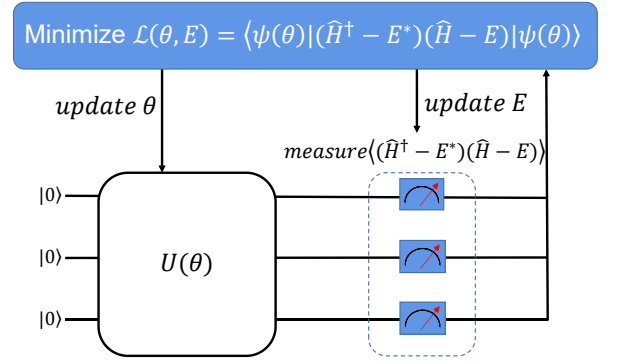 Minimize ℒ(θ, E) = ⟨ψ(θ)|(Ĥ† − E*)(Ĥ − E)|ψ(θ)⟩
update θ
update E
measure⟨(Ĥ† − E*)(Ĥ − E)⟩
|0⟩
|0⟩
U(θ)
|0⟩